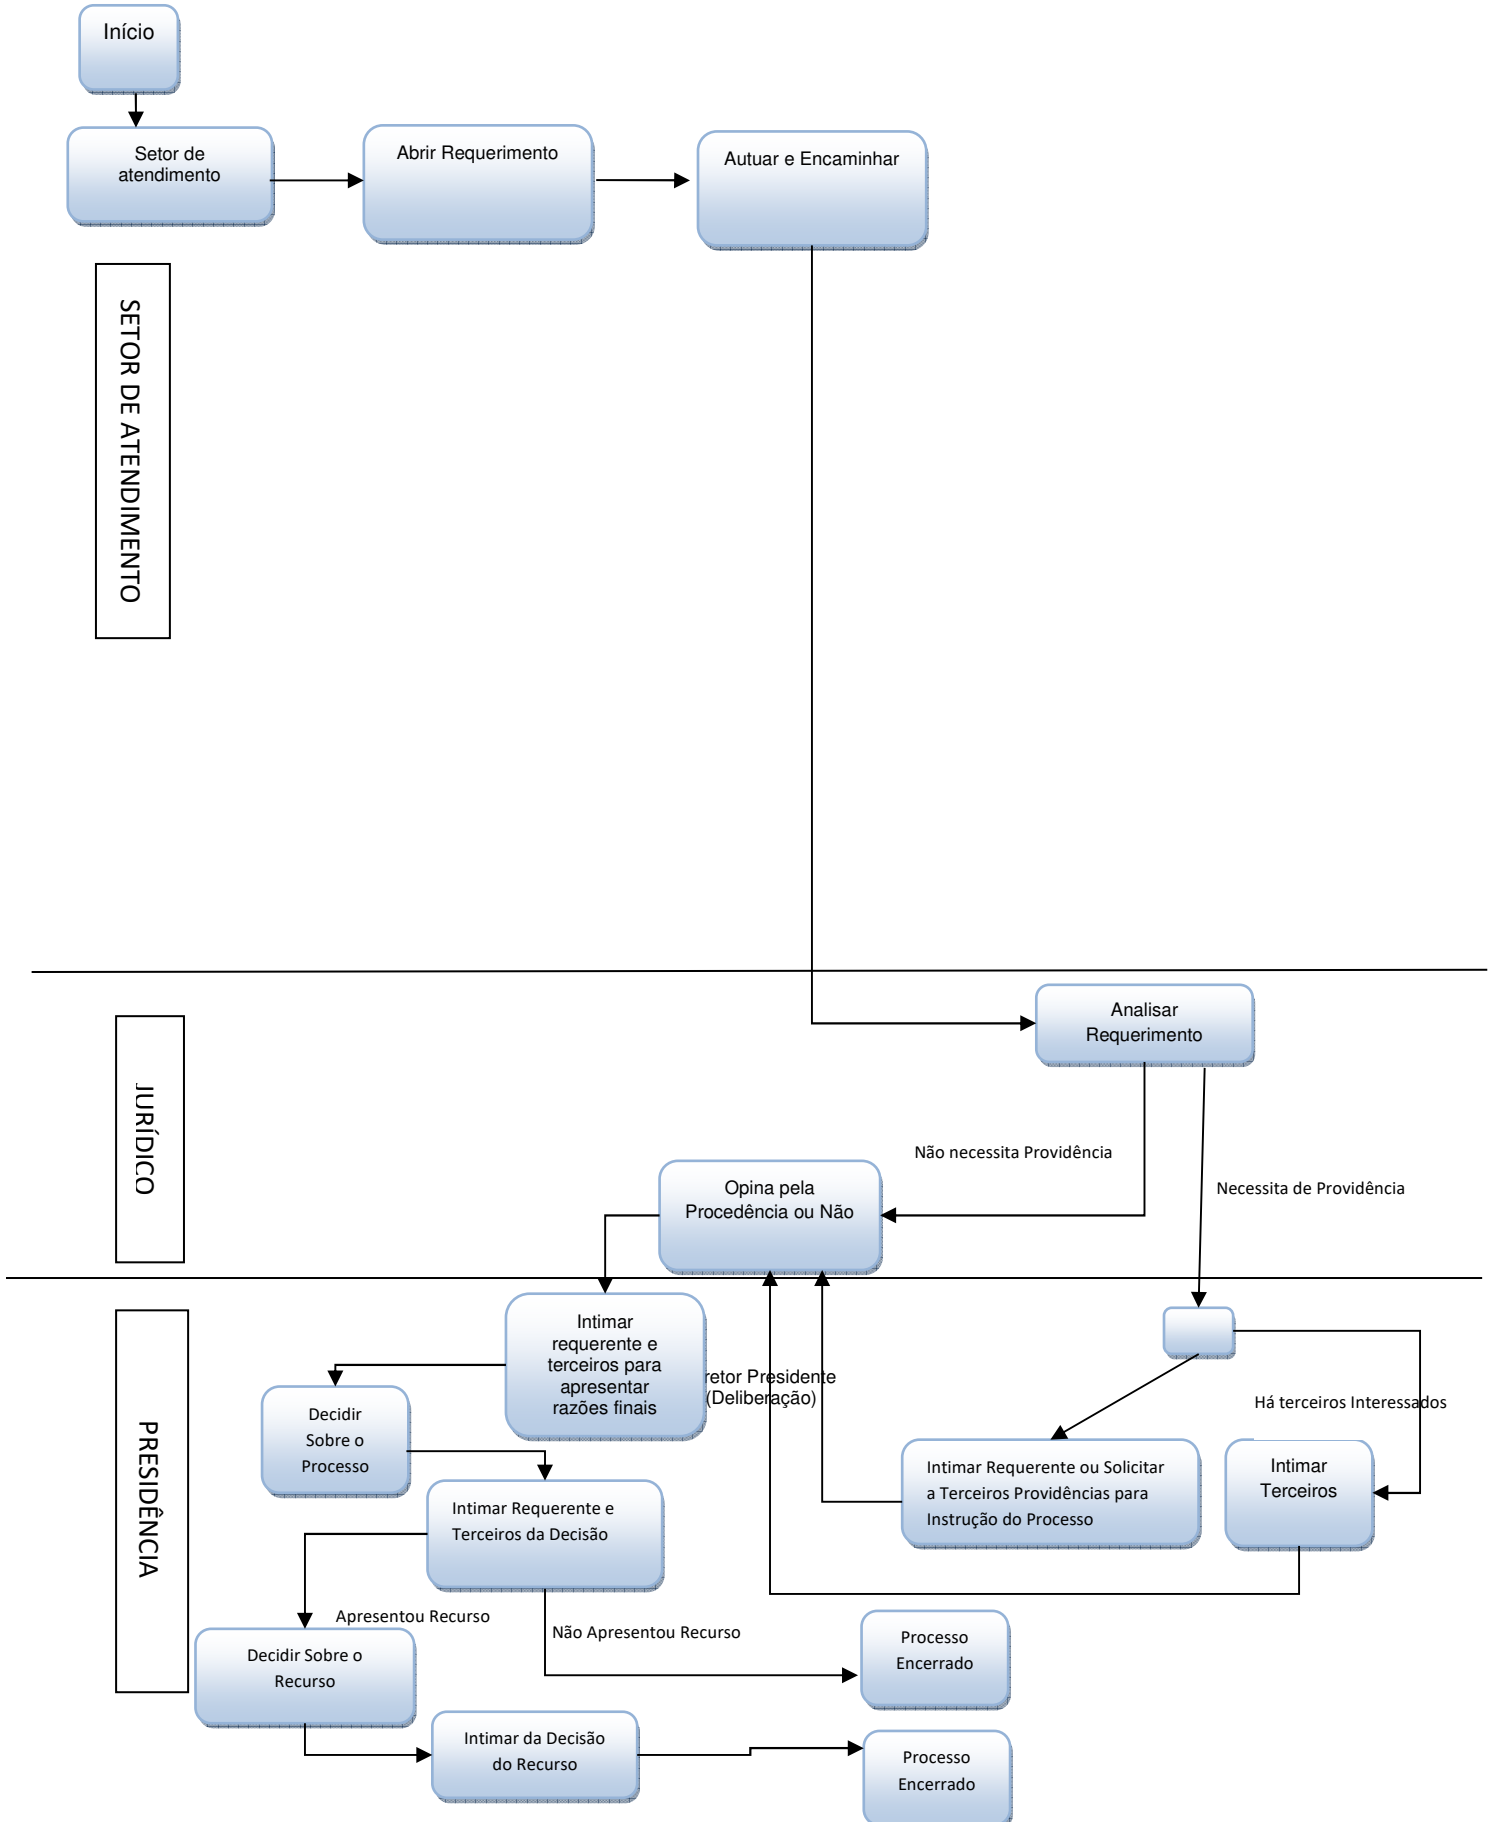 Início
Setor de
atendimento
Abrir Requerimento
Autuar e Encaminhar
SETOR DE ATENDIMENTO
Analisar
Requerimento
JURÍDICO
Não necessita Providência
Necessita de Providência
Opina pela
Procedência ou Não
PRESIDÊNCIA
Intimar
requerente e
terceiros para
apresentar
razões finais
retor Presidente
(Deliberação)
Há terceiros Interessados
Decidir
Sobre o
Processo
Intimar Requerente ou Solicitar
a Terceiros Providências para
Instrução do Processo
Intimar
Terceiros
Intimar Requerente e
Terceiros da Decisão
Apresentou Recurso
Não Apresentou Recurso
Processo
Encerrado
Decidir Sobre o
Recurso
Intimar da Decisão
do Recurso
Processo
Encerrado